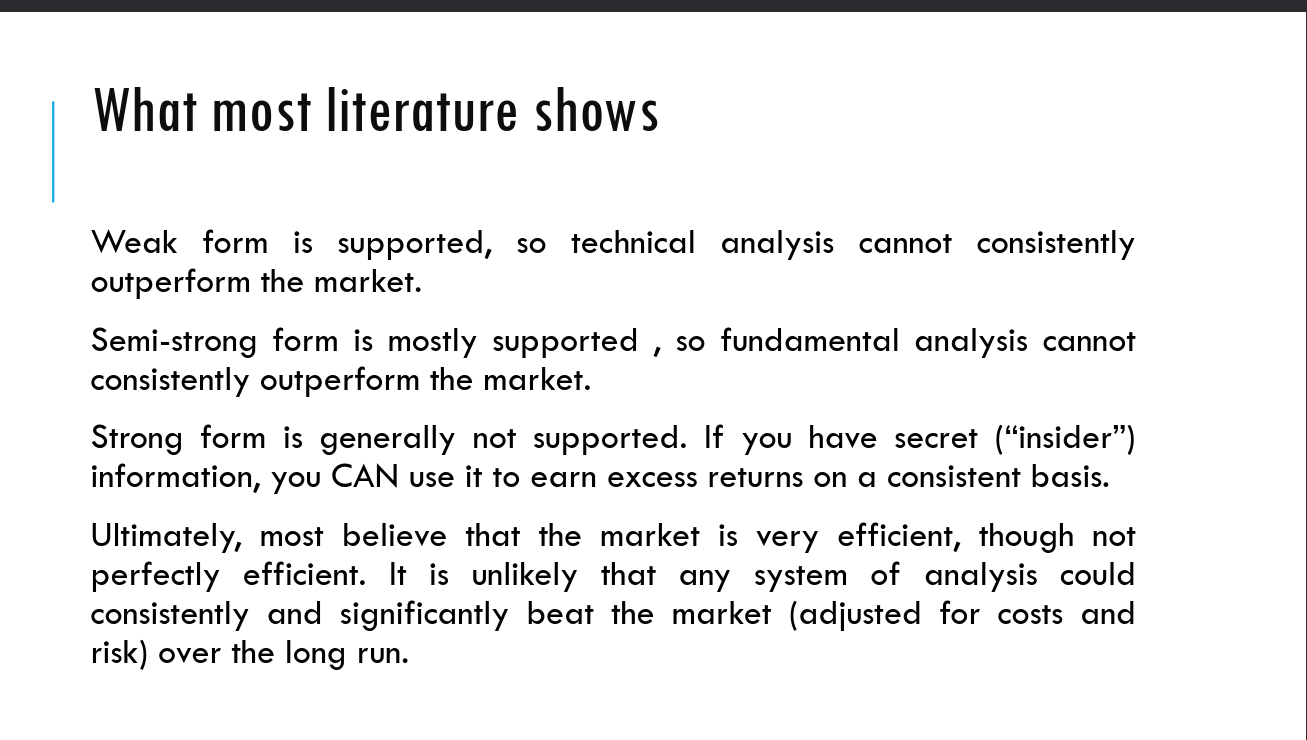 What most literature shows
Weak form is supported, so technical analysis cannot consistently
outperform the market.
Semi-strong form is mostly supported , so fundamental analysis cannot
consistently outperform the market.
Strong form is generally not supported. If you have secret (“insider”)
information, you CAN use it to earn excess returns on a consistent basis.
Ultimately, most believe that the market is very efficient, though not
perfectly efficient. It is unlikely that any system of analysis could
consistently and significantly beat the market (adjusted for costs and
risk) over the long run.